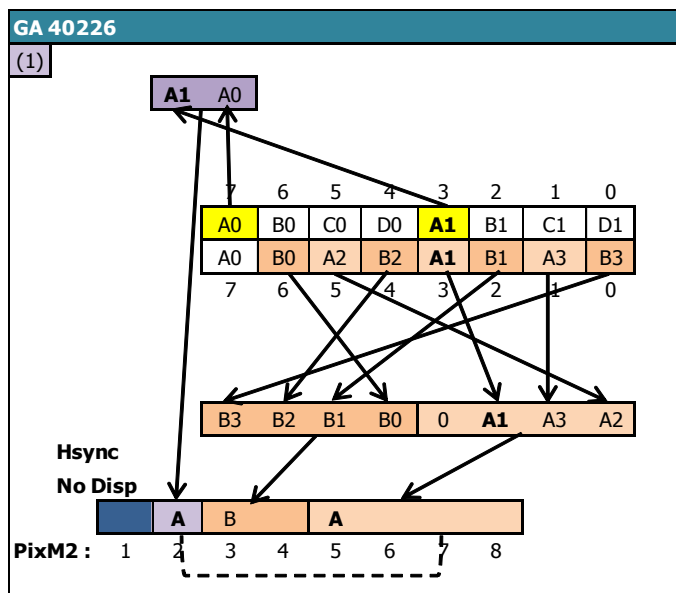 GA 40226
(1)
A1 A0
7 6 5 4 3 2 1 0
A0 B0 C0 D0 A1 B1 C1 D1
A0 B0 A2 B2 A1 B1 A3 B3
7 6 5 4 3 2 1 0
B3 B2 B1 B0 0 A1 A3 A2
Hsync
No Disp
A B A
PixM2 : 1 2 3 4 5 6 7 8